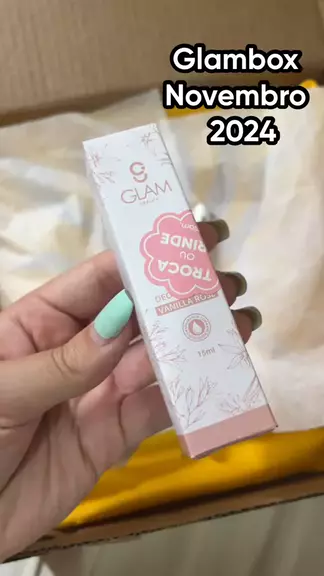 Glambox
Novembro
2024
GLAM
TROCA
OU
BRINDE
VANILLA
15ml